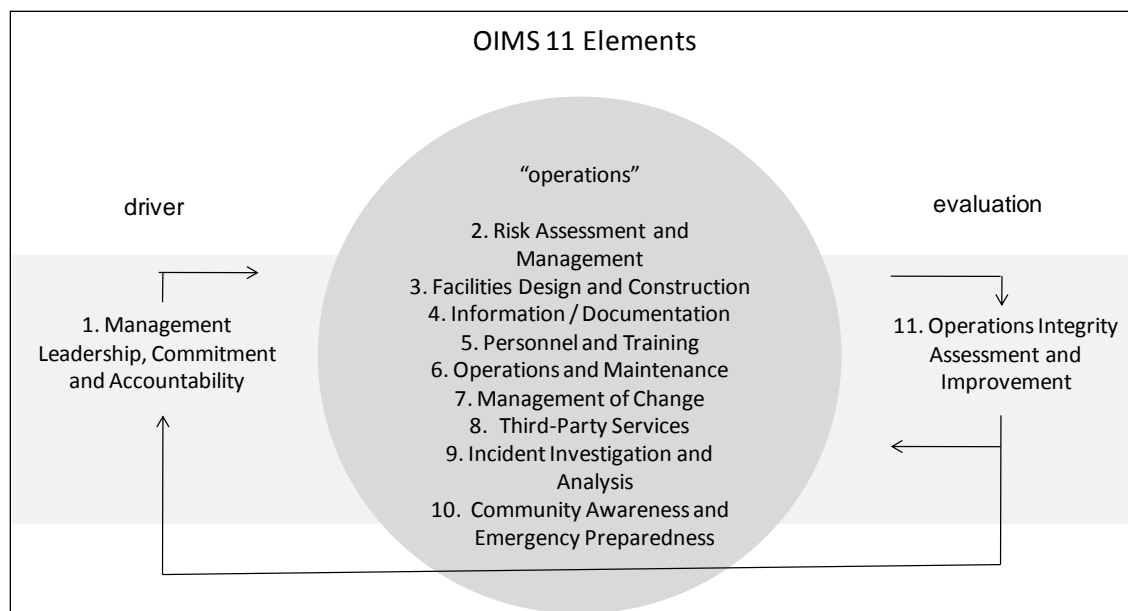 OIMS 11 Elements
driver
1. Management
Leadership, Commitment
and Accountability
“operations”
2. Risk Assessment and
Management
3. Facilities Design and Construction
4. Information / Documentation
5. Personnel and Training
6. Operations and Maintenance
7. Management of Change
8. Third-Party Services
9. Incident Investigation and
Analysis
10. Community Awareness and
Emergency Preparedness
evaluation
11. Operations Integrity
Assessment and
Improvement